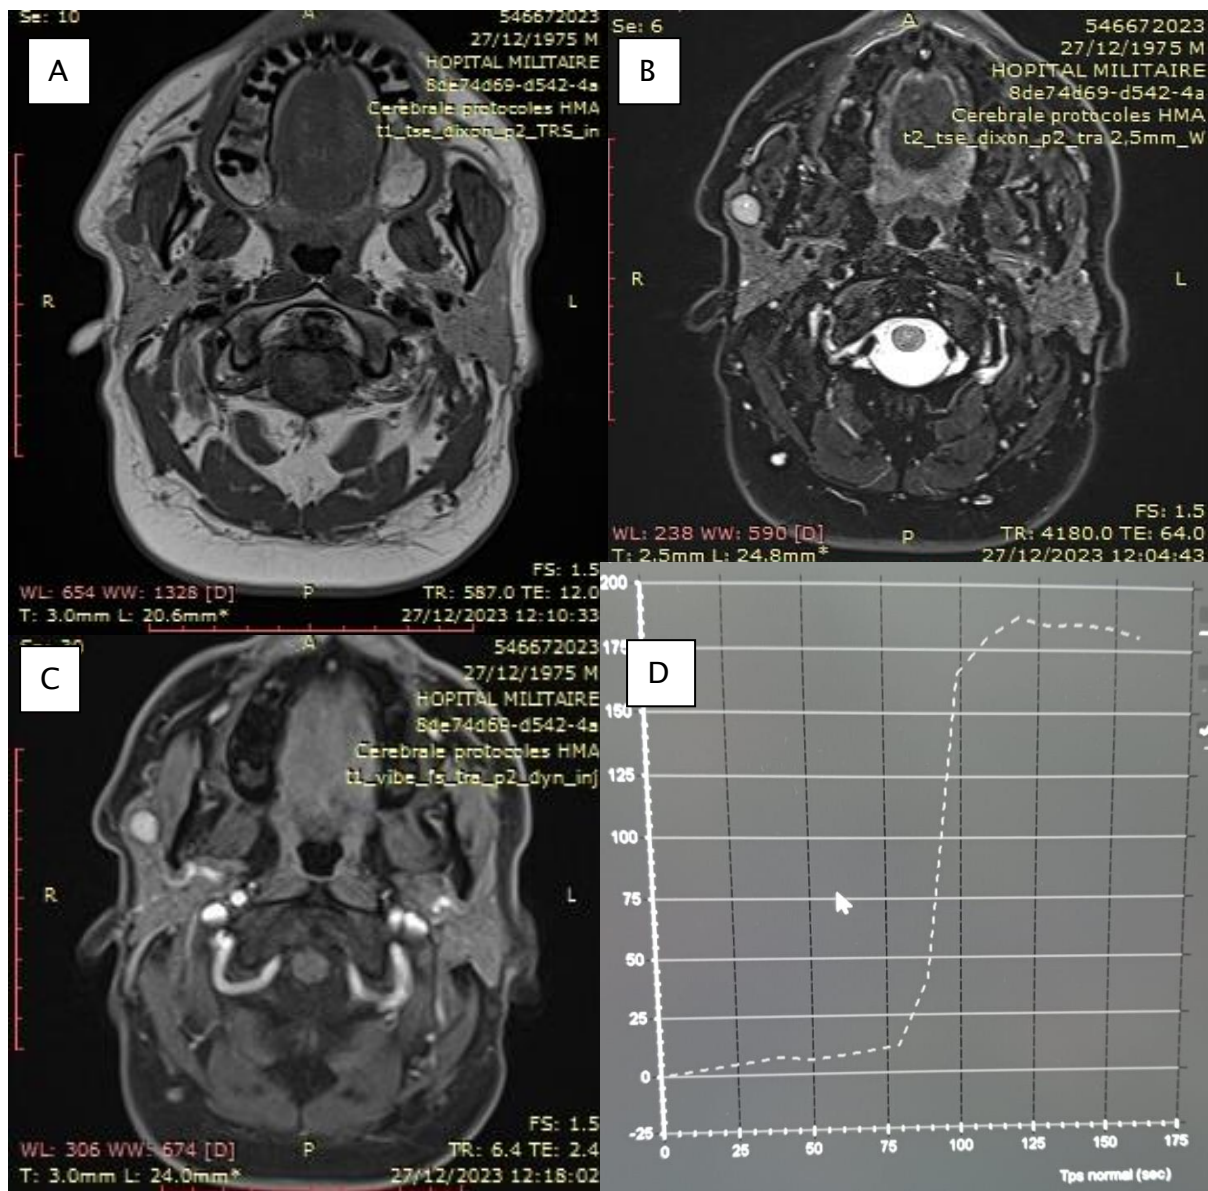 Se: 10
A
546672023
27/12/1975 M
HOPITAL MILITAIRE
8de74d69-d542-4a
Cerebrale protocoles HMA
t1_tse_dixon_p2_TRS_in
A
R
L
FS: 1.5
WL: 654 WW: 1328 [D]
P
TR: 587.0 TE: 12.0
T: 3.0mm L: 20.6mm*
27/12/2023 12:10:33
Se: 6
A
546672023
27/12/1975 M
HOPITAL MILITAIRE
8de74d69-d542-4a
Cerebrale protocoles HMA
t2_tse_dixon_p2_tra 2,5mm_W
B
R
L
FS: 1.5
WL: 238 WW: 590 [D]
P
TR: 4180.0 TE: 64.0
T: 2.5mm L: 24.8mm*
27/12/2023 12:04:43
A
546672023
27/12/1975 M
HOPITAL MILITAIRE
8de74d69-d542-4a
Cerebrale protocoles HMA
t1_vibe_fs_tra_p2_dyn_inj
C
R
L
FS: 1.5
WL: 306 WW: 674 [D]
P
TR: 6.4 TE: 2.4
T: 3.0mm L: 24.0mm*
27/12/2023 12:18:02
D
200
175
150
125
100
75
50
25
0
-25
0 25 50 75 100 125 150 175
Tps normal (sec)